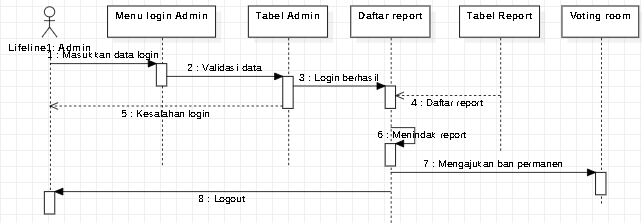 Menu login Admin
Tabel Admin
Daftar report
Tabel Report
Voting room
Lifeline1: Admin
1 : Masukkan data login
2 : Validasi data
3 : Login berhasil
4 : Daftar report
5 : Kesalahan login
6 : Menindak report
7 : Mengajukan ban permanen
8 : Logout